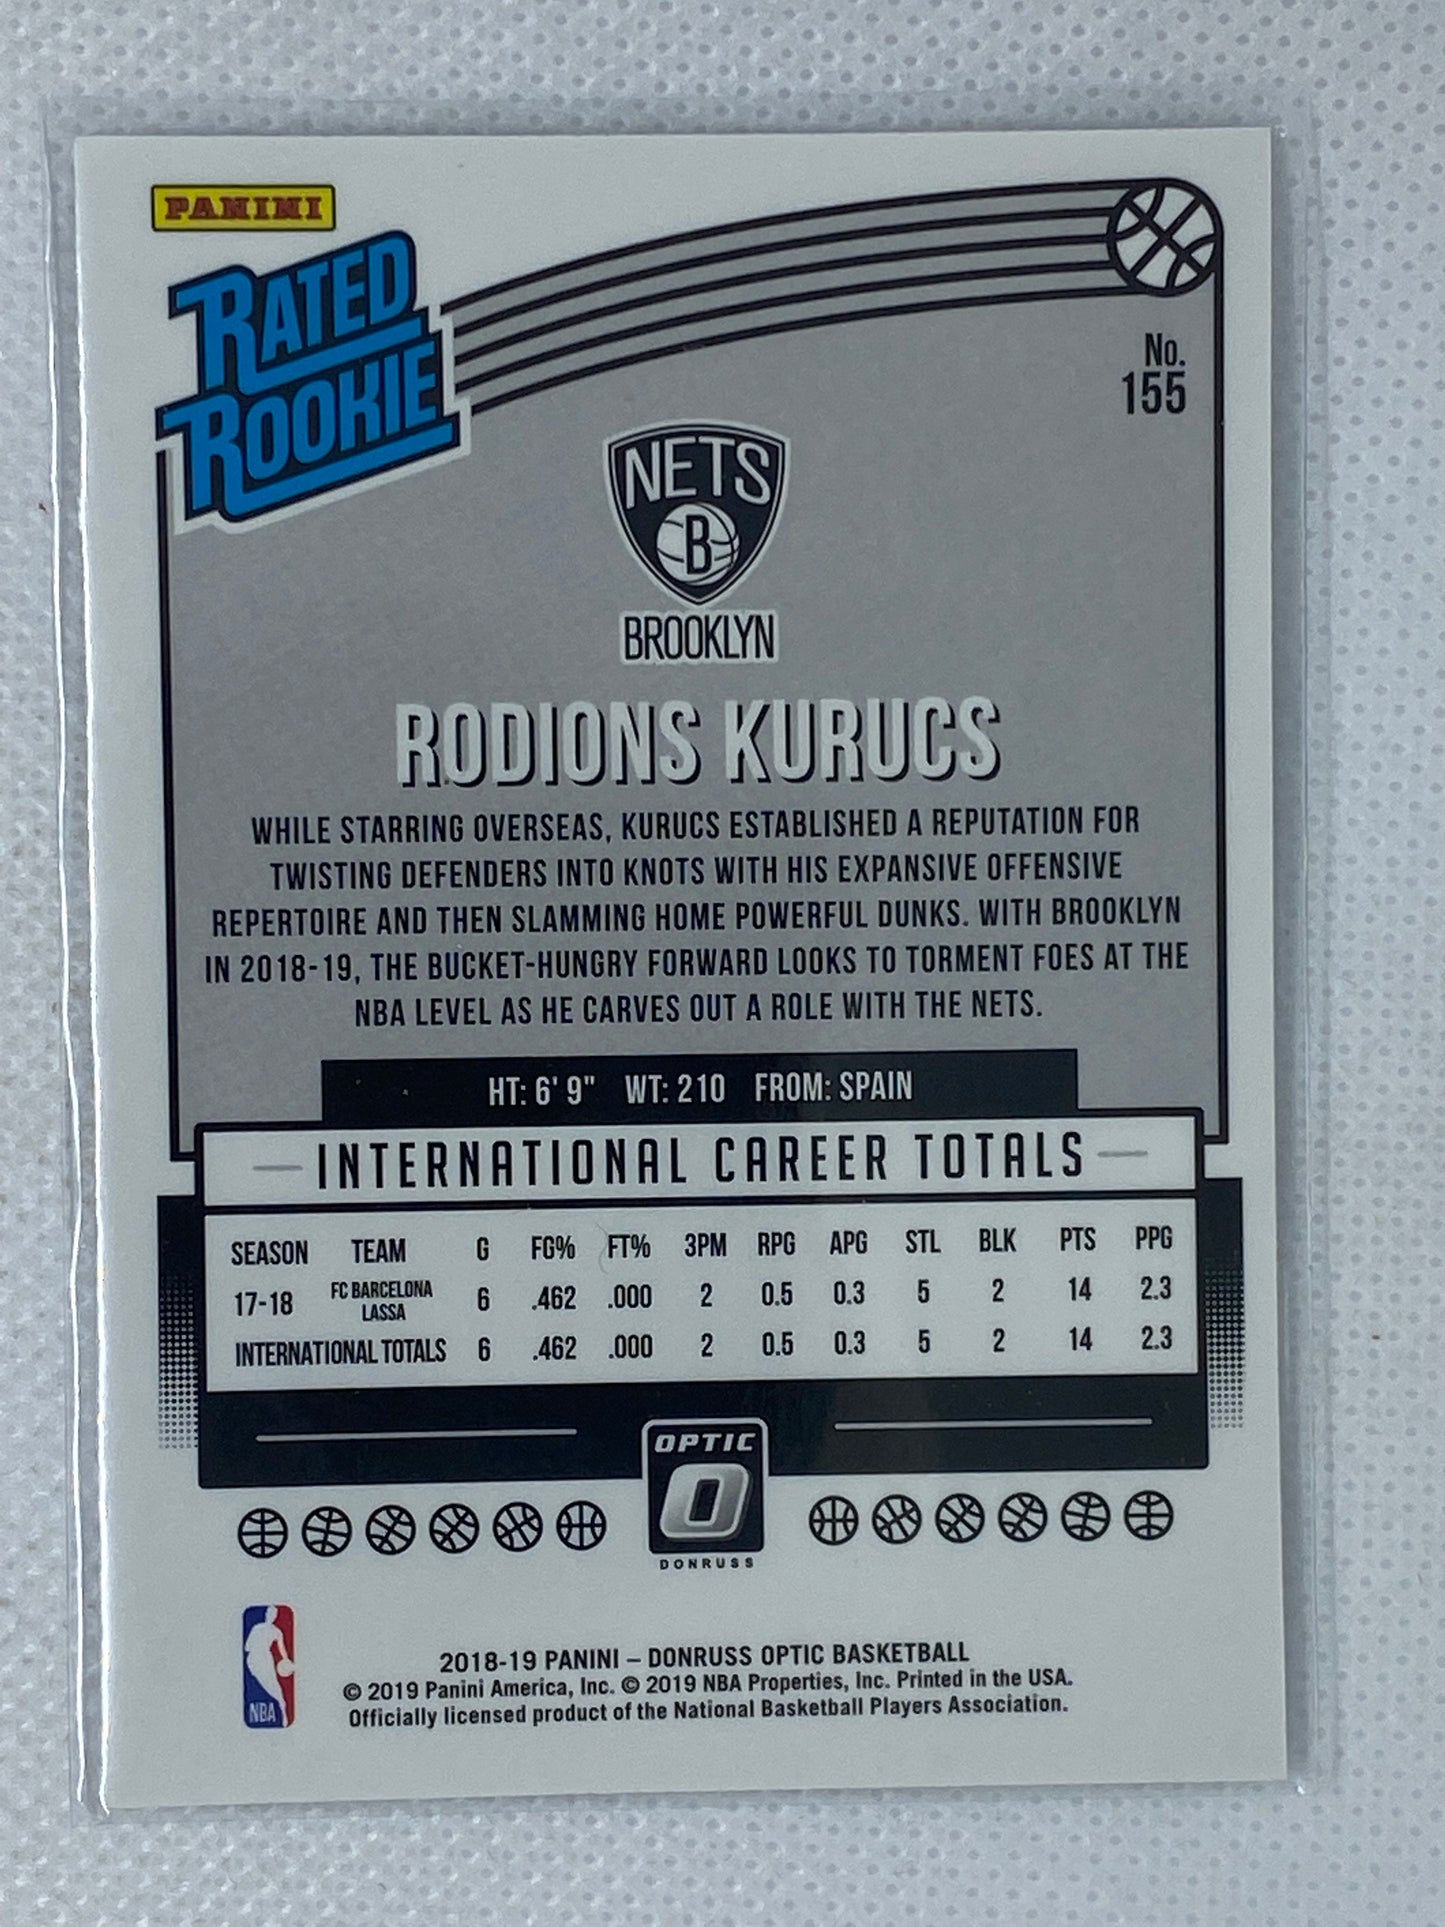 PANINI
RATED
ROOKIE
No.
155
NETS
B
BROOKLYN
RODIONS KURUCS
WHILE STARRING OVERSEAS, KURUCS ESTABLISHED A REPUTATION FOR
TWISTING DEFENDERS INTO KNOTS WITH HIS EXPANSIVE OFFENSIVE
REPERTOIRE AND THEN SLAMMING HOME POWERFUL DUNKS. WITH BROOKLYN
IN 2018-19, THE BUCKET-HUNGRY FORWARD LOOKS TO TORMENT FOES AT THE
NBA LEVEL AS HE CARVES OUT A ROLE WITH THE NETS.
HT: 6' 9" WT: 210 FROM: SPAIN
INTERNATIONAL CAREER TOTALS
SEASON TEAM G FG% FT% 3PM RPG APG STL BLK PTS PPG
17-18 FC BARCELONA LASSA 6 .462 .000 2 0.5 0.3 5 2 14 2.3
INTERNATIONAL TOTALS 6 .462 .000 2 0.5 0.3 5 2 14 2.3
OPTIC
O
DONRUSS
NBA
2018-19 PANINI – DONRUSS OPTIC BASKETBALL
© 2019 Panini America, Inc. © 2019 NBA Properties, Inc. Printed in the USA.
Officially licensed product of the National Basketball Players Association.